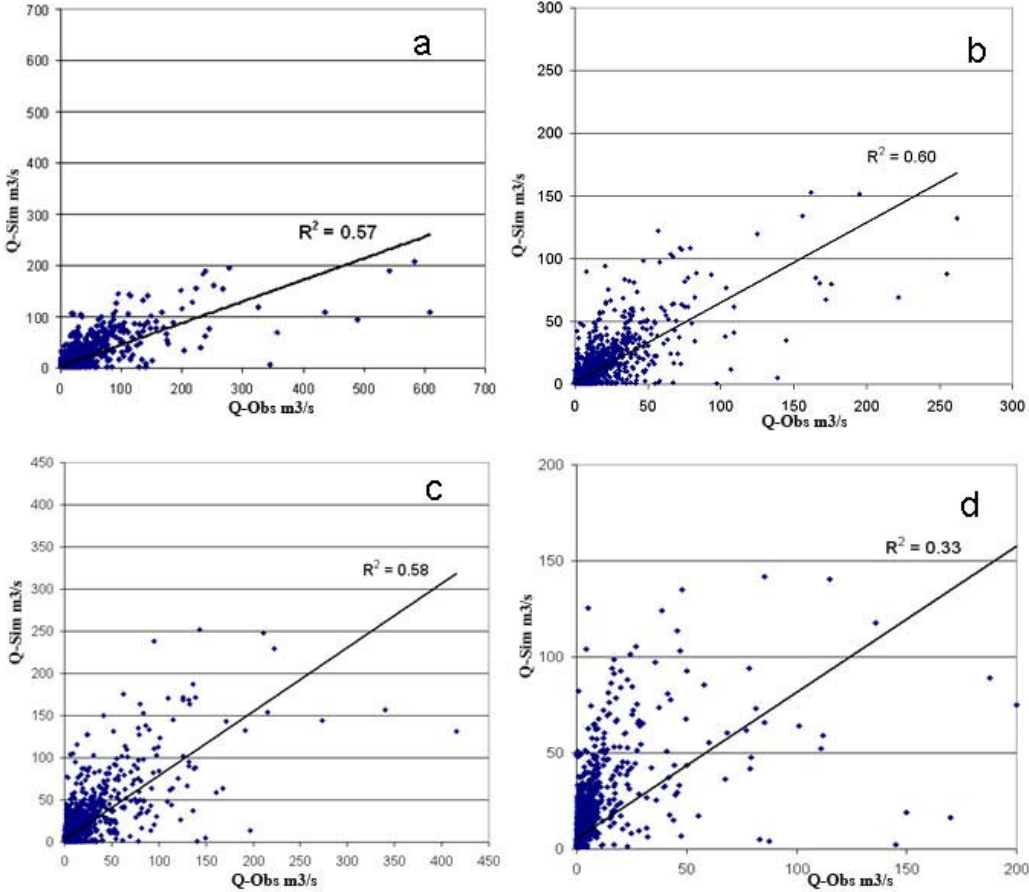 a
700
600
500
400
300
200
100
0
Q-Sim m3/s
R² = 0.57
0 100 200 300 400 500 600 700
Q-Obs m3/s
b
300
250
200
150
100
50
0
Q-Sim m3/s
R² = 0.60
0 50 100 150 200 250 300
Q-Obs m3/s
c
450
400
350
300
250
200
150
100
50
0
Q-Sim m3/s
R² = 0.58
0 50 100 150 200 250 300 350 400 450
Q-Obs m3/s
d
200
150
100
50
0
Q-Sim m3/s
R² = 0.33
0 50 100 150 200
Q-Obs m3/s